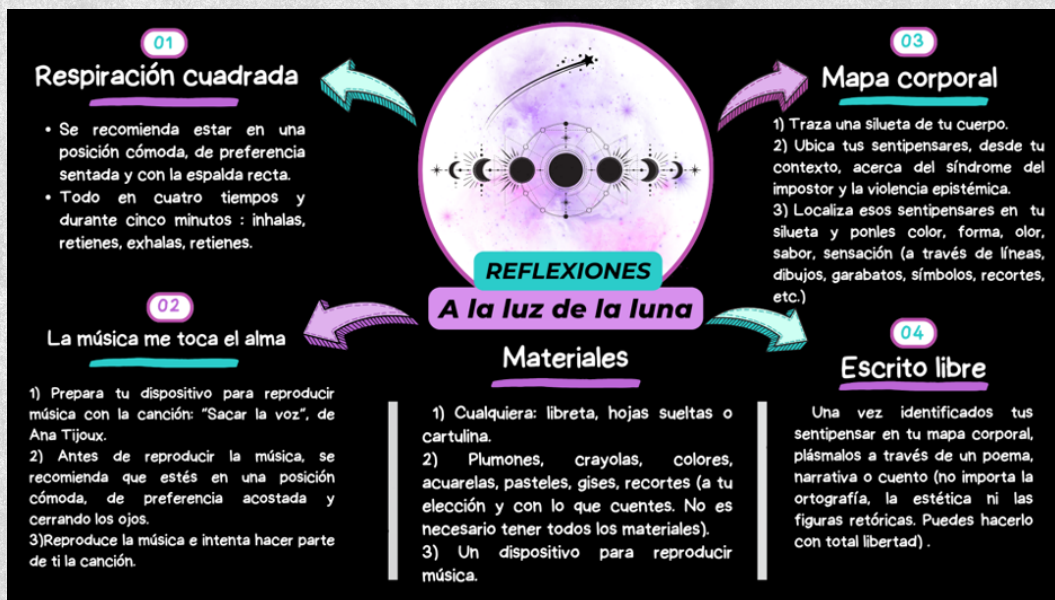 01
Respiración cuadrada
• Se recomienda estar en una
posición cómoda, de preferencia
sentada y con la espalda recta.
• Todo en cuatro tiempos y
durante cinco minutos : inhalas,
retienes, exhalas, retienes.
02
La música me toca el alma
1) Prepara tu dispositivo para reproducir
música con la canción: “Sacar la voz”, de
Ana Tijoux.
2) Antes de reproducir la música, se
recomienda que estés en una posición
cómoda, de preferencia acostada y
cerrando los ojos.
3)Reproduce la música e intenta hacer parte
de ti la canción.
REFLEXIONES
A la luz de la luna
Materiales
1) Cualquiera: libreta, hojas sueltas o
cartulina.
2) Plumones, crayolas, colores,
acuarelas, pasteles, gises, recortes (a tu
elección y con lo que cuentes. No es
necesario tener todos los materiales).
3) Un dispositivo para reproducir
música.
03
Mapa corporal
1) Traza una silueta de tu cuerpo.
2) Ubica tus sentipensares, desde tu
contexto, acerca del síndrome del
impostor y la violencia epistémica.
3) Localiza esos sentipensares en tu
silueta y ponles color, forma, olor,
sabor, sensación (a través de líneas,
dibujos, garabatos, símbolos, recortes,
etc.)
04
Escrito libre
Una vez identificados tus
sentipensar en tu mapa corporal,
plásmalos a través de un poema,
narrativa o cuento (no importa la
ortografía, la estética ni las
figuras retóricas. Puedes hacerlo
con total libertad) .